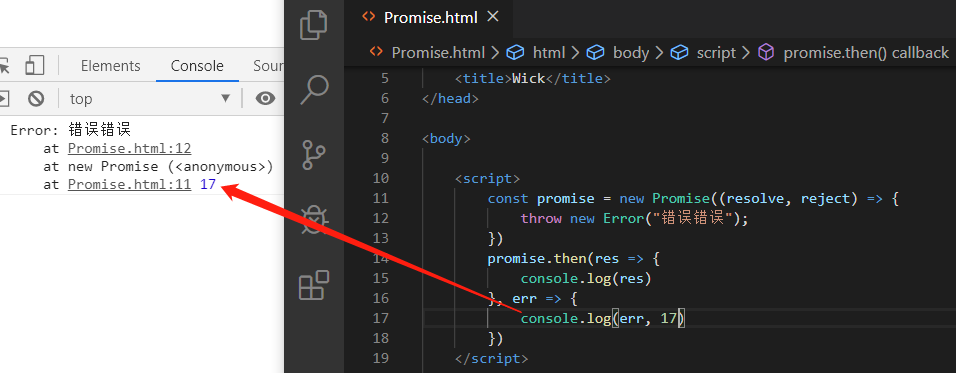 Elements Console Sour
top
Error: 错误错误
at Promise.html:12
at new Promise (<anonymous>)
at Promise.html:11 17
Promise.html
Promise.html > html > body > script > promise.then() callback
5 <title>Wick</title>
6 </head>
7
8 <body>
9
10 <script>
11 const promise = new Promise((resolve, reject) => {
12 throw new Error("错误错误");
13 })
14 promise.then(res => {
15 console.log(res)
16 }, err => {
17 console.log(err, 17)
18 })
19 </script>